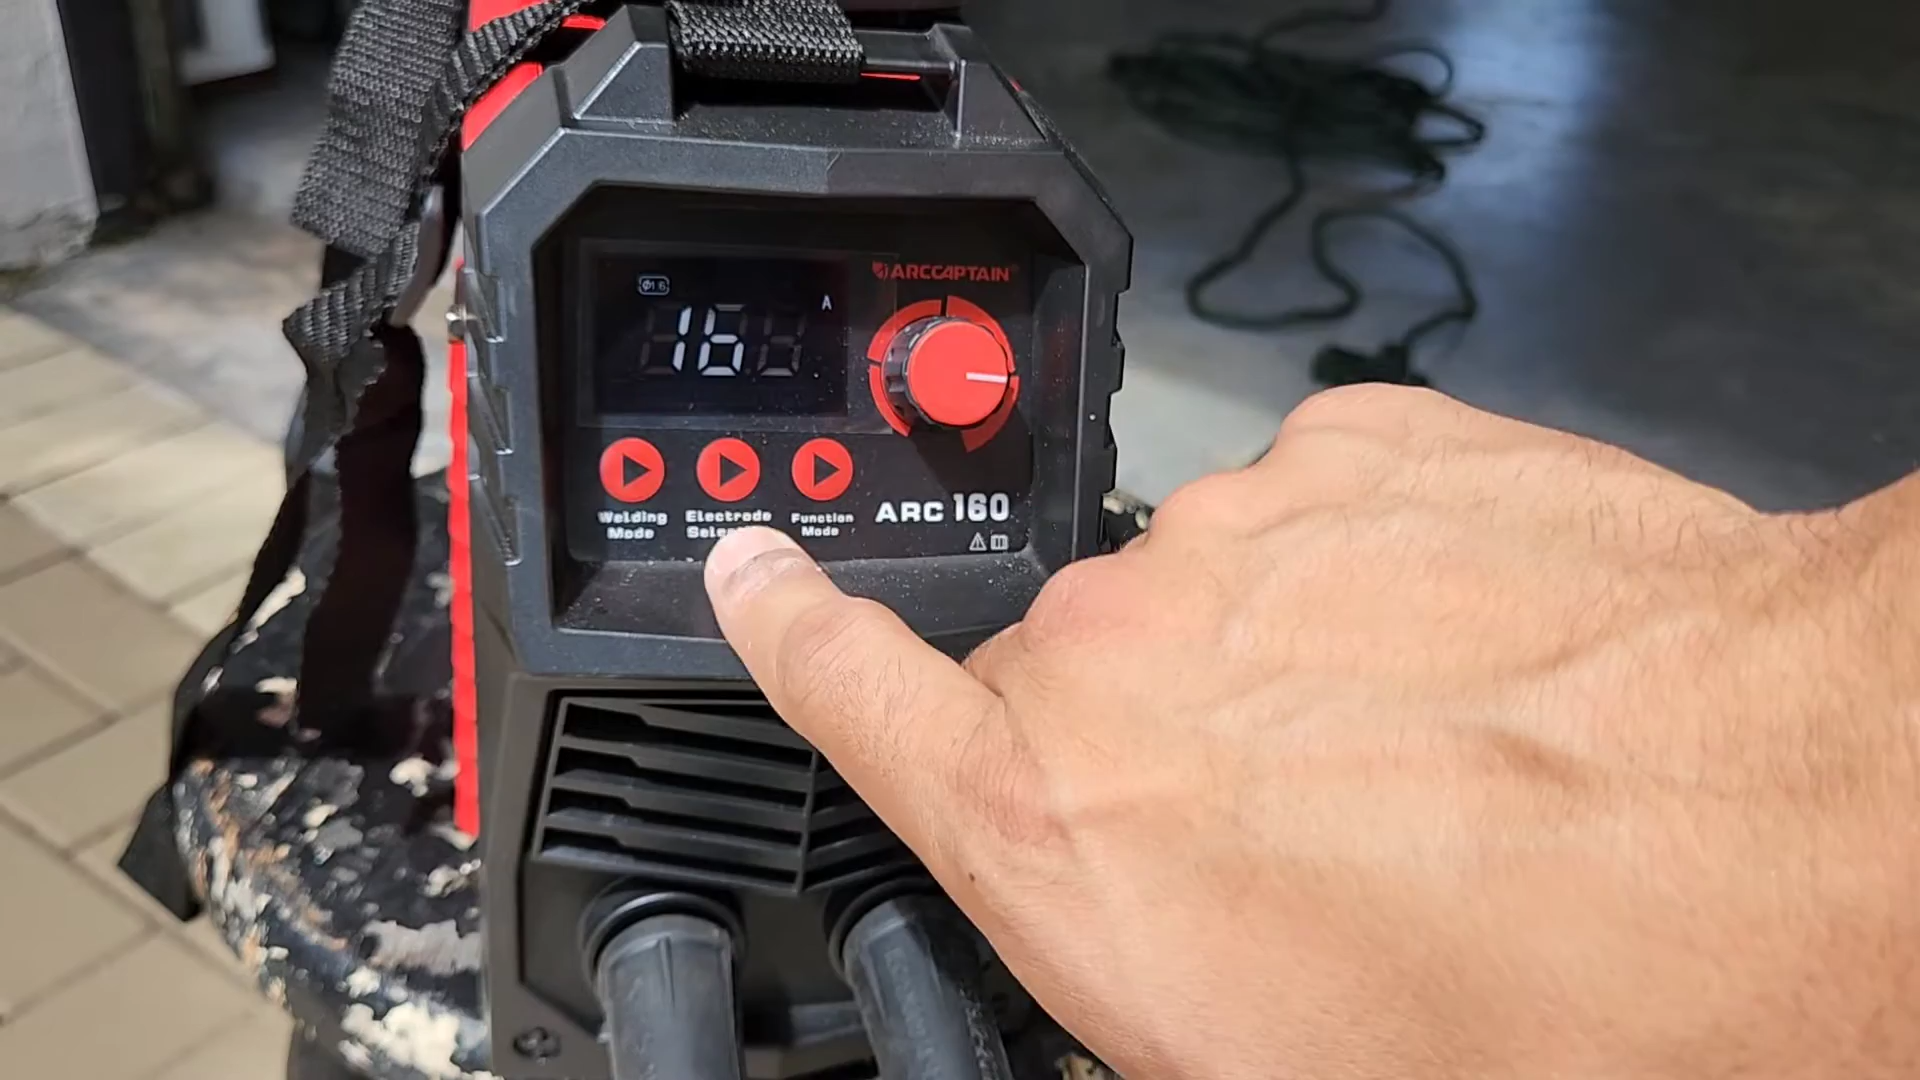 ARCCAPTAIN
Ø1.6
A
16
Welding
Mode
Electrode
Function
Mode
ARC 160